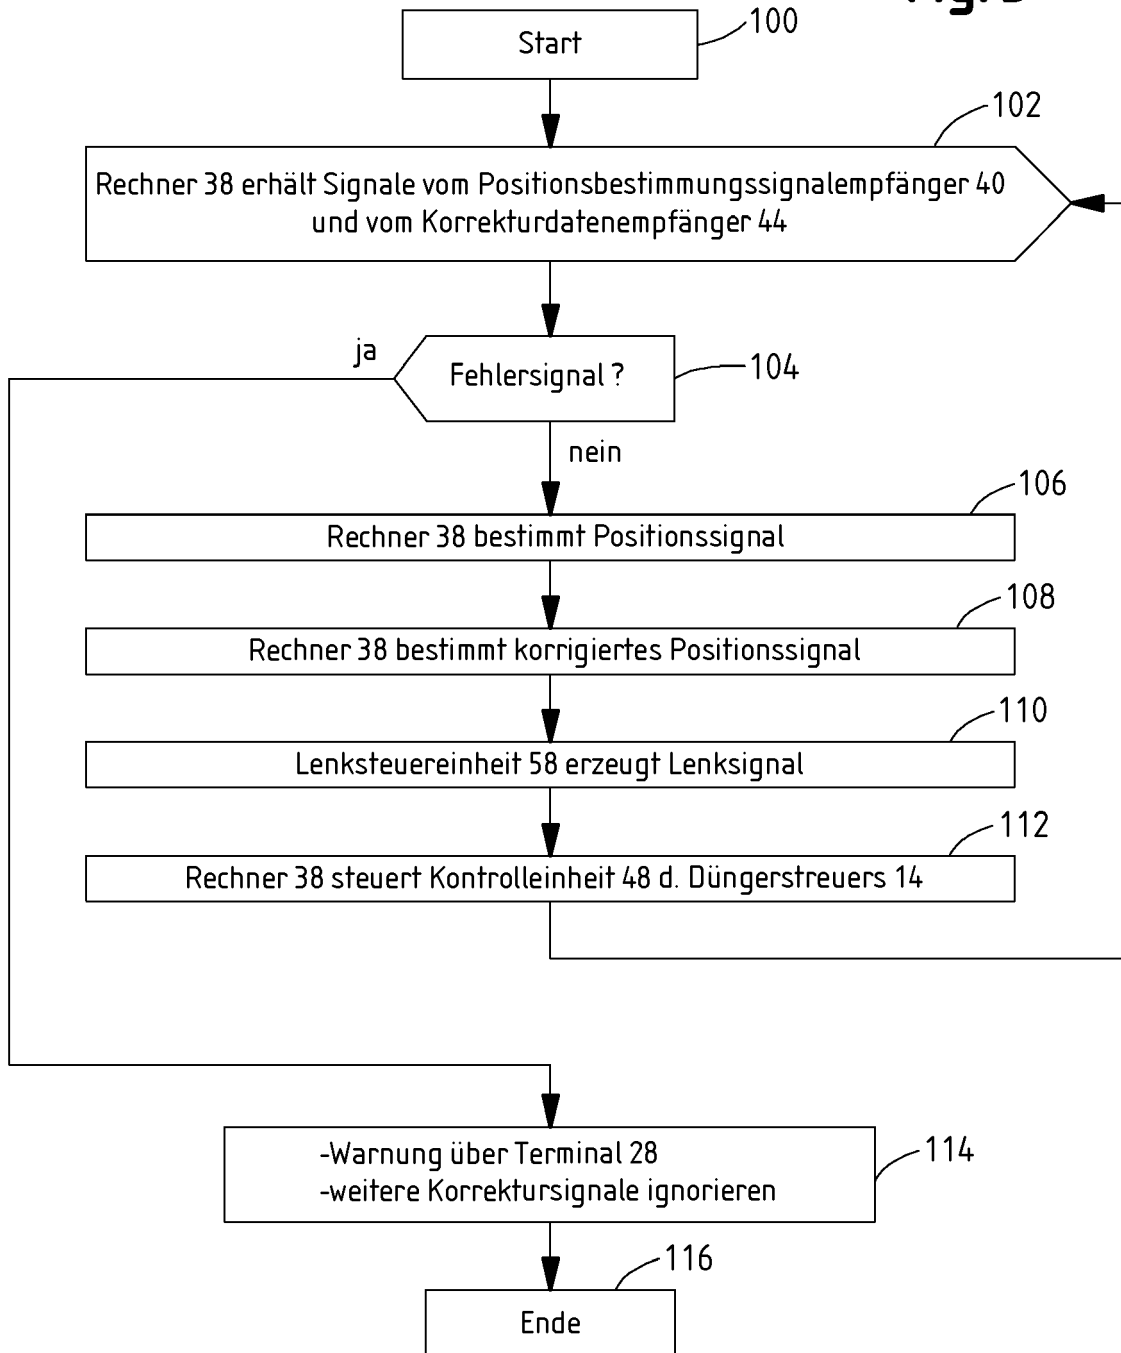 Start
100
102
Rechner 38 erhält Signale vom Positionsbestimmungssignalempfänger 40
und vom Korrekturdatenempfänger 44
ja
Fehlersignal ?
104
nein
106
Rechner 38 bestimmt Positionssignal
108
Rechner 38 bestimmt korrigiertes Positionssignal
110
Lenksteuereinheit 58 erzeugt Lenksignal
112
Rechner 38 steuert Kontrolleinheit 48 d. Düngerstreuers 14
-Warnung über Terminal 28
-weitere Korrektursignale ignorieren
114
116
Ende